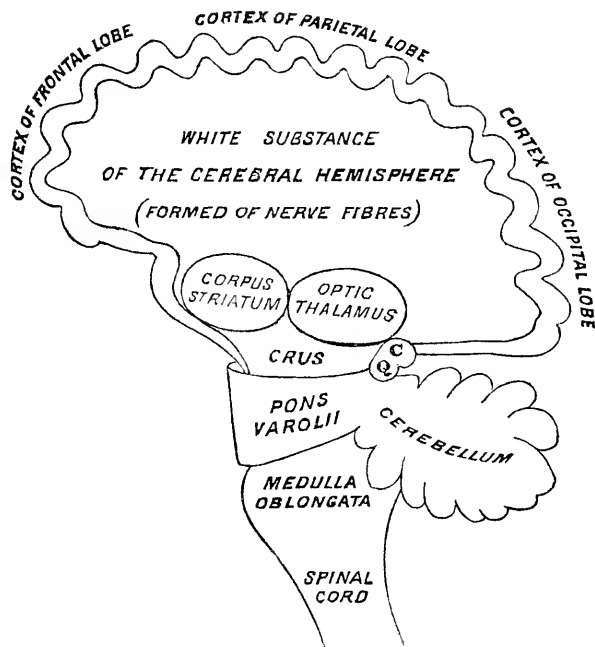 CORTEX OF PARIETAL LOBE
CORTEX OF FRONTAL LOBE
CORTEX OF OCCIPITAL LOBE
WHITE SUBSTANCE
OF THE CEREBRAL HEMISPHERE
(FORMED OF NERVE FIBRES)
CORPUS
STRIATUM
OPTIC
THALAMUS
CRUS
C
Q
PONS
VAROLII
CEREBELLUM
MEDULLA
OBLONGATA
SPINAL
CORD